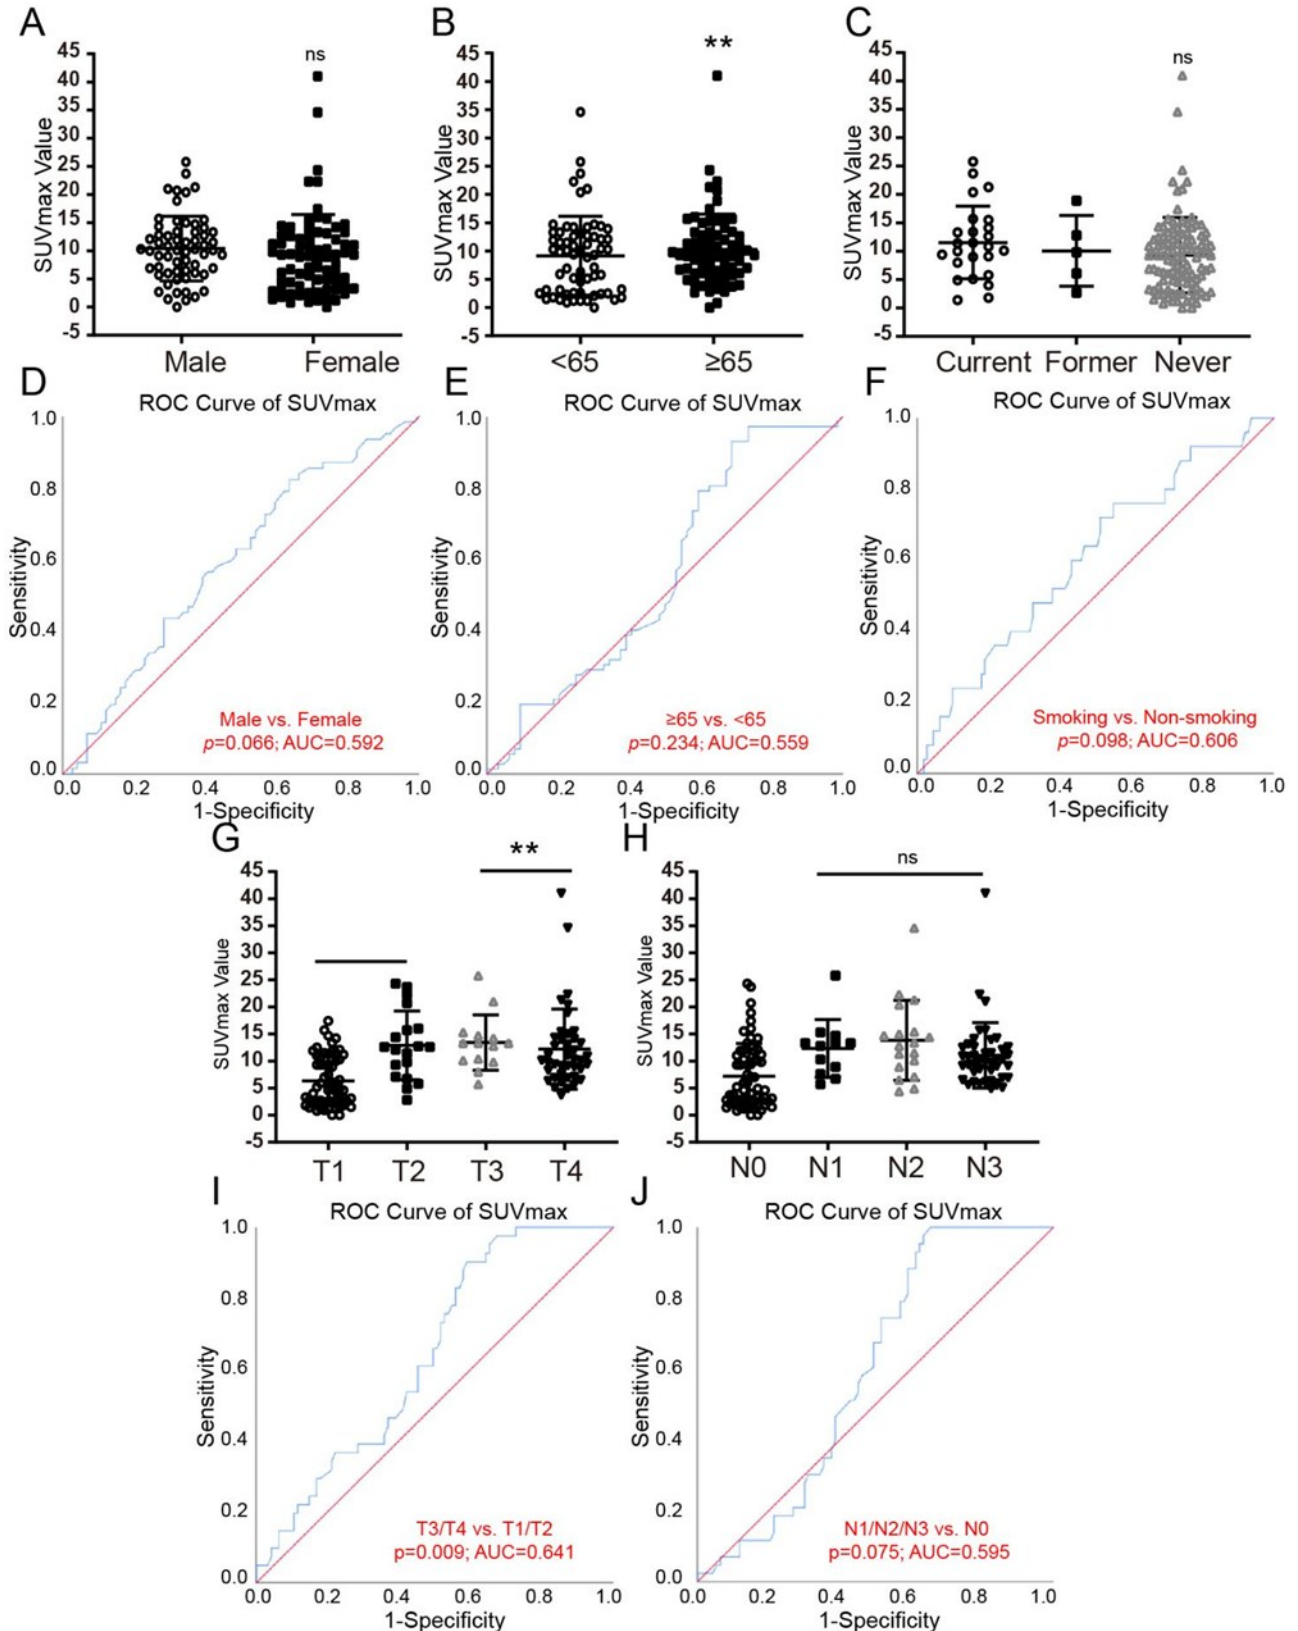 A
ns
SUVmax Value
45
40
35
30
25
20
15
10
5
0
-5
Male Female
B
**
SUVmax Value
45
40
35
30
25
20
15
10
5
0
-5
<65 ≥65
C
ns
SUVmax Value
45
40
35
30
25
20
15
10
5
0
-5
Current Former Never
D
ROC Curve of SUVmax
Sensitivity
1.0
0.8
0.6
0.4
0.2
0.0
Male vs. Female
p=0.066; AUC=0.592
0.0 0.2 0.4 0.6 0.8 1.0
1-Specificity
E
ROC Curve of SUVmax
Sensitivity
1.0
0.8
0.6
0.4
0.2
0.0
≥65 vs. <65
p=0.234; AUC=0.559
0.0 0.2 0.4 0.6 0.8 1.0
1-Specificity
F
ROC Curve of SUVmax
Sensitivity
1.0
0.8
0.6
0.4
0.2
0.0
Smoking vs. Non-smoking
p=0.098; AUC=0.606
0.0 0.2 0.4 0.6 0.8 1.0
1-Specificity
G
**
SUVmax Value
45
40
35
30
25
20
15
10
5
0
-5
T1 T2 T3 T4
H
ns
SUVmax Value
45
40
35
30
25
20
15
10
5
0
-5
N0 N1 N2 N3
I
ROC Curve of SUVmax
Sensitivity
1.0
0.8
0.6
0.4
0.2
0.0
T3/T4 vs. T1/T2
p=0.009; AUC=0.641
0.0 0.2 0.4 0.6 0.8 1.0
1-Specificity
J
ROC Curve of SUVmax
Sensitivity
1.0
0.8
0.6
0.4
0.2
0.0
N1/N2/N3 vs. N0
p=0.075; AUC=0.595
0.0 0.2 0.4 0.6 0.8 1.0
1-Specificity